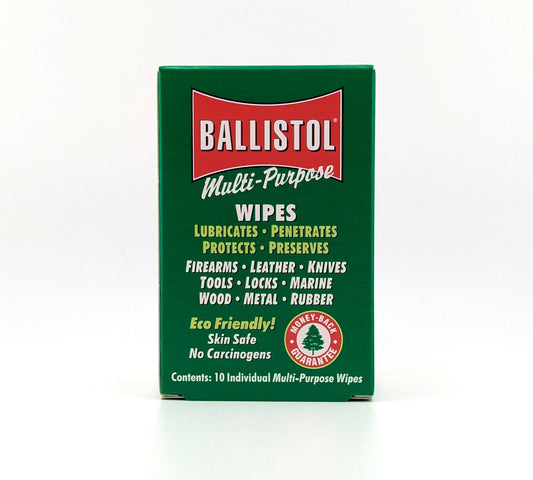 BALLISTOL®
Multi-Purpose
WIPES
LUBRICATES • PENETRATES
PROTECTS • PRESERVES
FIREARMS • LEATHER • KNIVES
TOOLS • LOCKS • MARINE
WOOD • METAL • RUBBER
Eco Friendly!
Skin Safe
No Carcinogens
• MONEY-BACK •
GUARANTEE
Contents: 10 Individual Multi-Purpose Wipes